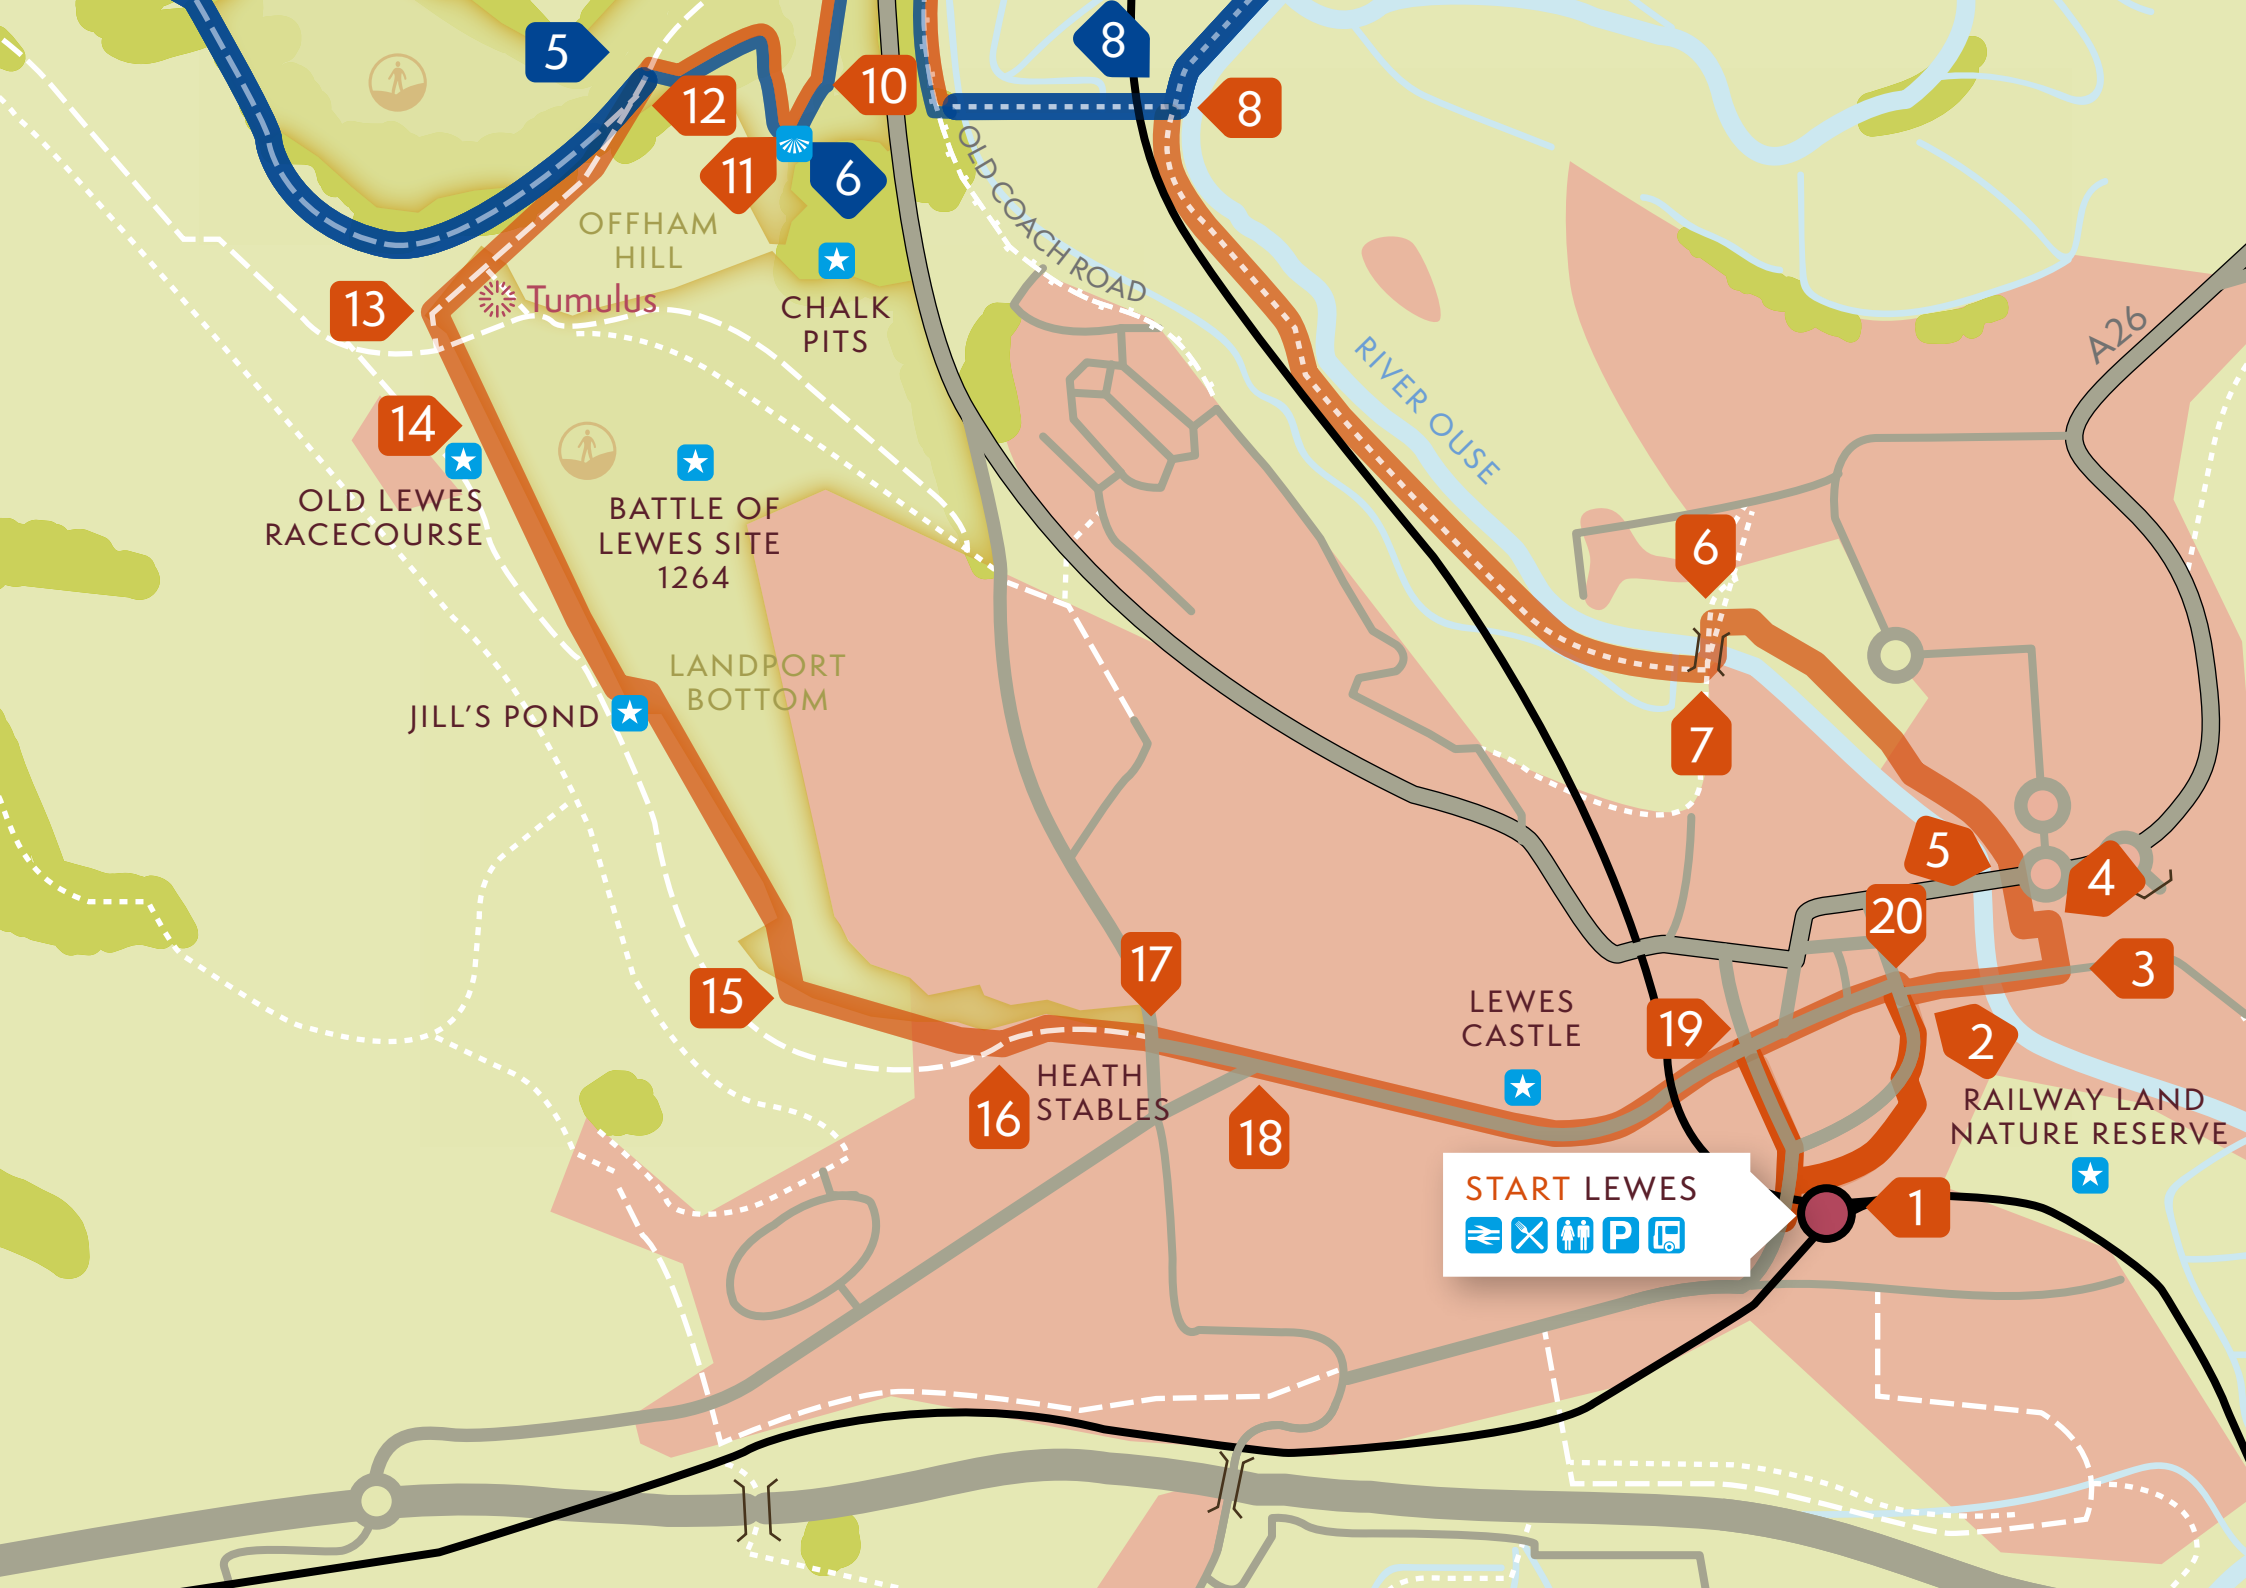 5
8
10
12
8
11
6
OLD COACH ROAD
OFFHAM
HILL
13
Tumulus
CHALK
PITS
A26
RIVER OUSE
14
OLD LEWES
RACECOURSE
BATTLE OF
LEWES SITE
1264
6
LANDPORT
BOTTOM
JILL'S POND
7
5
4
20
17
3
15
LEWES
CASTLE
19
2
HEATH
STABLES
16
18
RAILWAY LAND
NATURE RESERVE
START LEWES
P
1